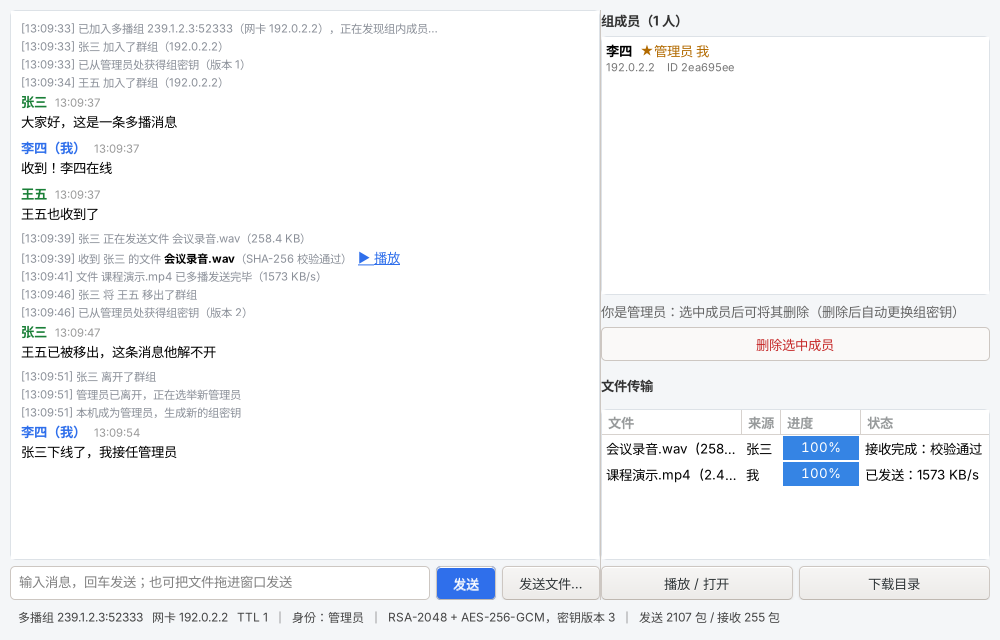 [13:09:33] 已加入多播组 239.1.2.3:52333（网卡 192.0.2.2），正在发现组内成员...
[13:09:33] 张三 加入了群组（192.0.2.2）
[13:09:33] 已从管理员处获得组密钥（版本 1）
[13:09:34] 王五 加入了群组（192.0.2.2）
张三 13:09:37
大家好，这是一条多播消息
李四（我） 13:09:37
收到！李四在线
王五 13:09:37
王五也收到了
[13:09:39] 张三 正在发送文件 会议录音.wav（258.4 KB）
[13:09:39] 收到 张三 的文件 会议录音.wav（SHA-256 校验通过） ▶ 播放
[13:09:41] 文件 课程演示.mp4 已多播发送完毕（1573 KB/s）
[13:09:46] 张三 将 王五 移出了群组
[13:09:46] 已从管理员处获得组密钥（版本 2）
张三 13:09:47
王五已被移出，这条消息他解不开
[13:09:51] 张三 离开了群组
[13:09:51] 管理员已离开，正在选举新管理员
[13:09:51] 本机成为管理员，生成新的组密钥
李四（我） 13:09:54
张三下线了，我接任管理员
输入消息，回车发送；也可把文件拖进窗口发送
发送
发送文件...
组成员（1 人）
李四 ★管理员 我
192.0.2.2 ID 2ea695ee
你是管理员：选中成员后可将其删除（删除后自动更换组密钥）
删除选中成员
文件传输
文件 来源 进度 状态
会议录音.wav（258... 张三 100% 接收完成：校验通过
课程演示.mp4（2.4... 我 100% 已发送：1573 KB/s
播放 / 打开
下载目录
多播组 239.1.2.3:52333 网卡 192.0.2.2 TTL 1 | 身份：管理员 | RSA-2048 + AES-256-GCM，密钥版本 3 | 发送 2107 包 / 接收 255 包